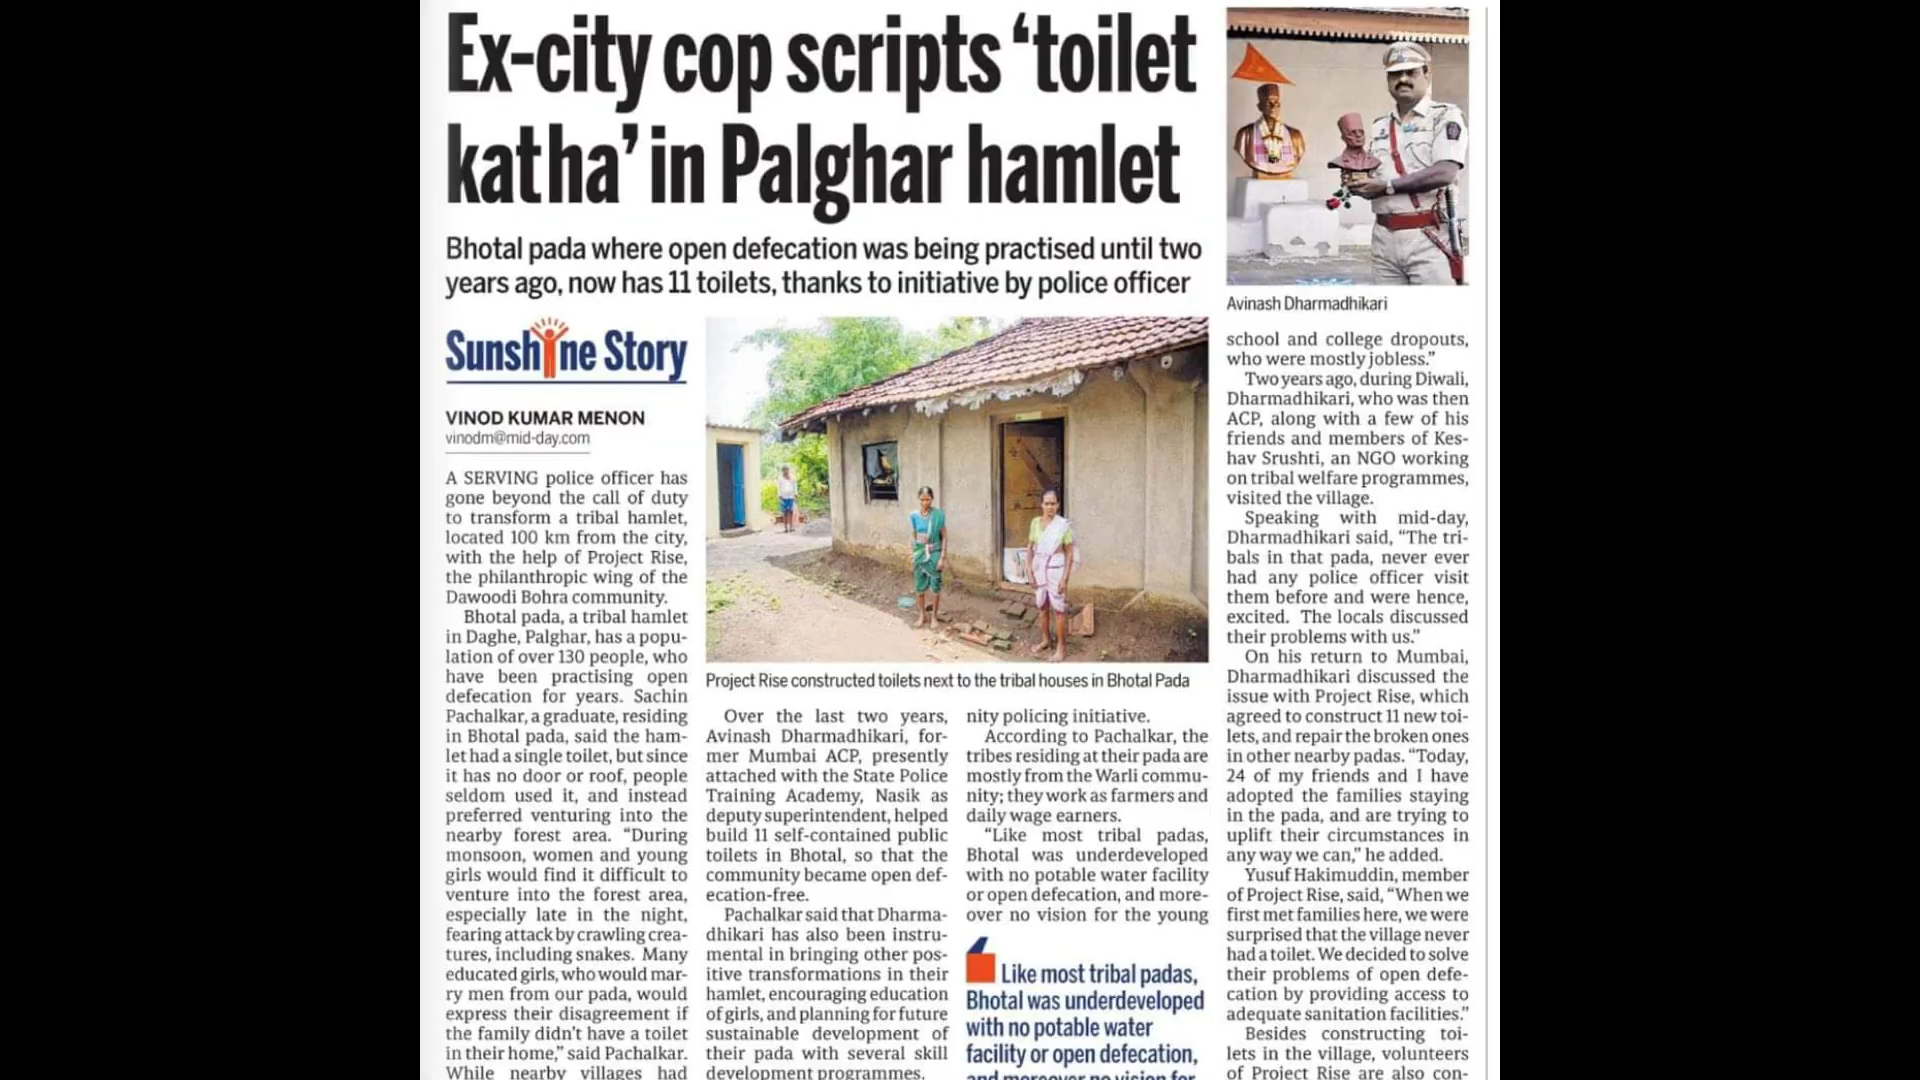 Ex-city cop scripts ‘toilet
katha’ in Palghar hamlet
Bhotal pada where open defecation was being practised until two
years ago, now has 11 toilets, thanks to initiative by police officer
Sunshine Story
VINOD KUMAR MENON
vinodm@mid-day.com
A SERVING police officer has
gone beyond the call of duty
to transform a tribal hamlet,
located 100 km from the city,
with the help of Project Rise,
the philanthropic wing of the
Dawoodi Bohra community.
Bhotal pada, a tribal hamlet
in Daghe, Palghar, has a popu-
lation of over 130 people, who
have been practising open
defecation for years. Sachin
Pachalkar, a graduate, residing
in Bhotal pada, said the ham-
let had a single toilet, but since
it has no door or roof, people
seldom used it, and instead
preferred venturing into the
nearby forest area. “During
monsoon, women and young
girls would find it difficult to
venture into the forest area,
especially late in the night,
fearing attack by crawling crea-
tures, including snakes. Many
educated girls, who would mar-
ry men from our pada, would
express their disagreement if
the family didn’t have a toilet
in their home,” said Pachalkar.
While nearby villages had
Project Rise constructed toilets next to the tribal houses in Bhotal Pada
Over the last two years,
Avinash Dharmadhikari, for-
mer Mumbai ACP, presently
attached with the State Police
Training Academy, Nasik as
deputy superintendent, helped
build 11 self-contained public
toilets in Bhotal, so that the
community became open def-
ecation-free.
Pachalkar said that Dharma-
dhikari has also been instru-
mental in bringing other pos-
itive transformations in their
hamlet, encouraging education
of girls, and planning for future
sustainable development of
their pada with several skill
development programmes.
nity policing initiative.
According to Pachalkar, the
tribes residing at their pada are
mostly from the Warli commu-
nity; they work as farmers and
daily wage earners.
“Like most tribal padas,
Bhotal was underdeveloped
with no potable water facility
or open defecation, and more-
over no vision for the young
Like most tribal padas,
Bhotal was underdeveloped
with no potable water
facility or open defecation,
and moreover no vision for
Avinash Dharmadhikari
school and college dropouts,
who were mostly jobless.”
Two years ago, during Diwali,
Dharmadhikari, who was then
ACP, along with a few of his
friends and members of Kes-
hav Srushti, an NGO working
on tribal welfare programmes,
visited the village.
Speaking with mid-day,
Dharmadhikari said, “The tri-
bals in that pada, never ever
had any police officer visit
them before and were hence,
excited. The locals discussed
their problems with us.”
On his return to Mumbai,
Dharmadhikari discussed the
issue with Project Rise, which
agreed to construct 11 new toi-
lets, and repair the broken ones
in other nearby padas. “Today,
24 of my friends and I have
adopted the families staying
in the pada, and are trying to
uplift their circumstances in
any way we can,” he added.
Yusuf Hakimuddin, member
of Project Rise, said, “When we
first met families here, we were
surprised that the village never
had a toilet. We decided to solve
their problems of open defe-
cation by providing access to
adequate sanitation facilities.”
Besides constructing toi-
lets in the village, volunteers
of Project Rise are also con-